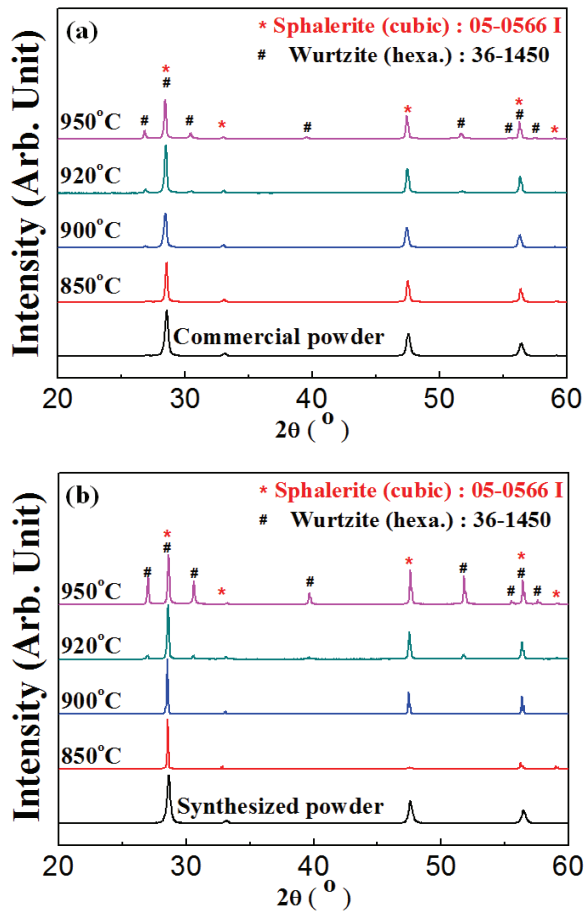 (a)
* Sphalerite (cubic) : 05-0566 I
# Wurtzite (hexa.) : 36-1450
Intensity (Arb. Unit)
* * * * *
# # # # # # # #
950°C
920°C
900°C
850°C
Commercial powder
20 30 40 50 60
2θ (°)
(b)
* Sphalerite (cubic) : 05-0566 I
# Wurtzite (hexa.) : 36-1450
Intensity (Arb. Unit)
* * * * *
# # # # # # # #
950°C
920°C
900°C
850°C
Synthesized powder
20 30 40 50 60
2θ (°)